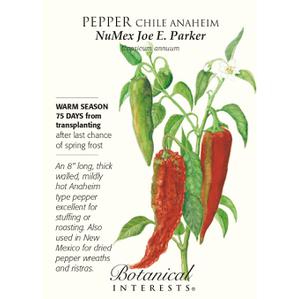 PEPPER CHILE ANAHEIM
NuMex Joe E. Parker
Capsicum annuum
WARM SEASON
75 DAYS from
transplanting
after last chance
of spring frost
An 8" long, thick
walled, mildly
hot Anaheim
type pepper
excellent for
stuffing or
roasting. Also
used in New
Mexico for dried
pepper wreaths
and ristras.
Botanical
INTERESTS®